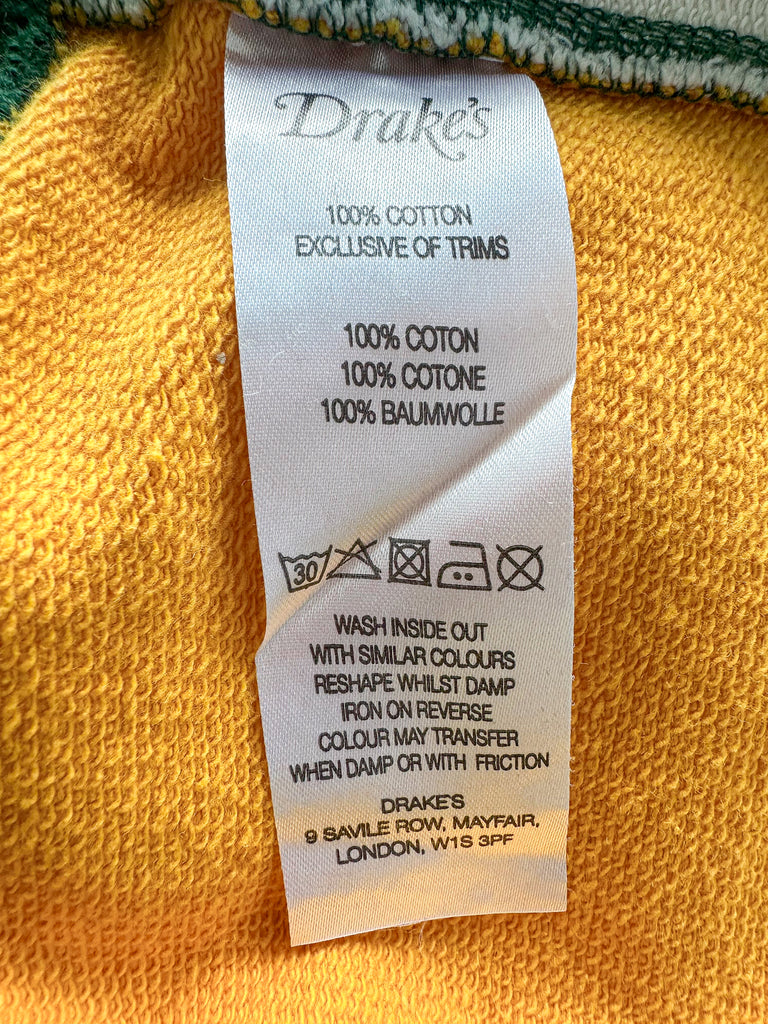 Drake's
100% COTTON
EXCLUSIVE OF TRIMS
100% COTON
100% COTONE
100% BAUMWOLLE
30
WASH INSIDE OUT
WITH SIMILAR COLOURS
RESHAPE WHILST DAMP
IRON ON REVERSE
COLOUR MAY TRANSFER
WHEN DAMP OR WITH FRICTION
DRAKE'S
9 SAVILE ROW, MAYFAIR,
LONDON, W1S 3PF